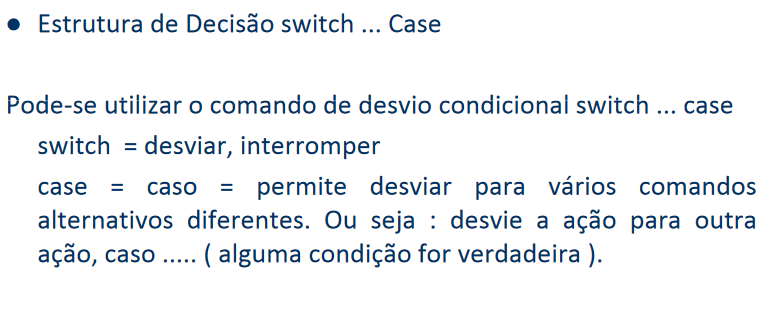 ● Estrutura de Decisão switch ... Case
Pode-se utilizar o comando de desvio condicional switch ... case
switch = desviar, interromper
case = caso = permite desviar para vários comandos
alternativos diferentes. Ou seja : desvie a ação para outra
ação, caso ..... ( alguma condição for verdadeira ).